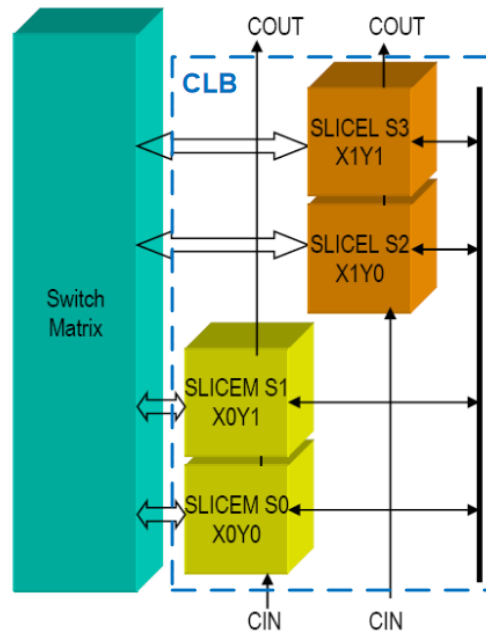 COUT
COUT
CLB
SLICEL S3
X1Y1
SLICEL S2
X1Y0
Switch
Matrix
SLICEM S1
X0Y1
SLICEM S0
X0Y0
CIN
CIN